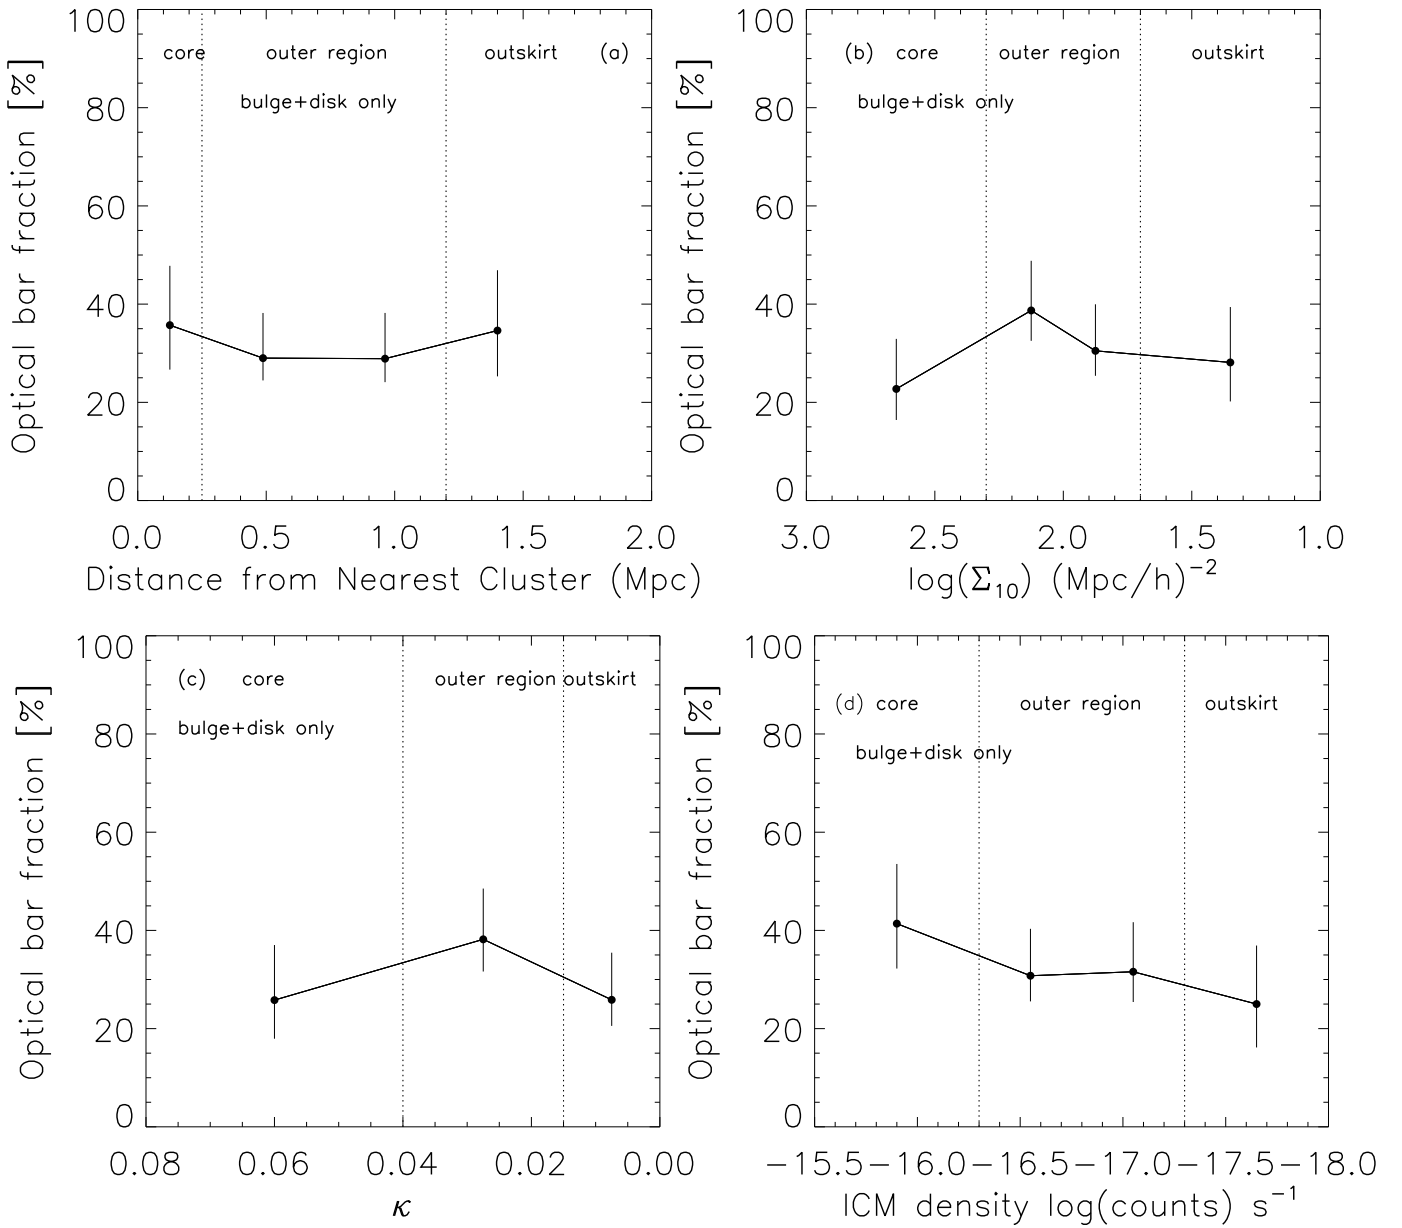 100
80
60
40
20
0
Optical bar fraction [%]
core outer region outskirt (a)
bulge+disk only
0.0 0.5 1.0 1.5 2.0
Distance from Nearest Cluster (Mpc)
100
80
60
40
20
0
Optical bar fraction [%]
(b) core outer region outskirt
bulge+disk only
3.0 2.5 2.0 1.5 1.0
log(Σ₁₀) (Mpc/h)⁻²
100
80
60
40
20
0
Optical bar fraction [%]
(c) core outer region outskirt
bulge+disk only
0.08 0.06 0.04 0.02 0.00
κ
100
80
60
40
20
0
Optical bar fraction [%]
(d) core outer region outskirt
bulge+disk only
−15.5 −16.0 −16.5 −17.0 −17.5 −18.0
ICM density log(counts) s⁻¹